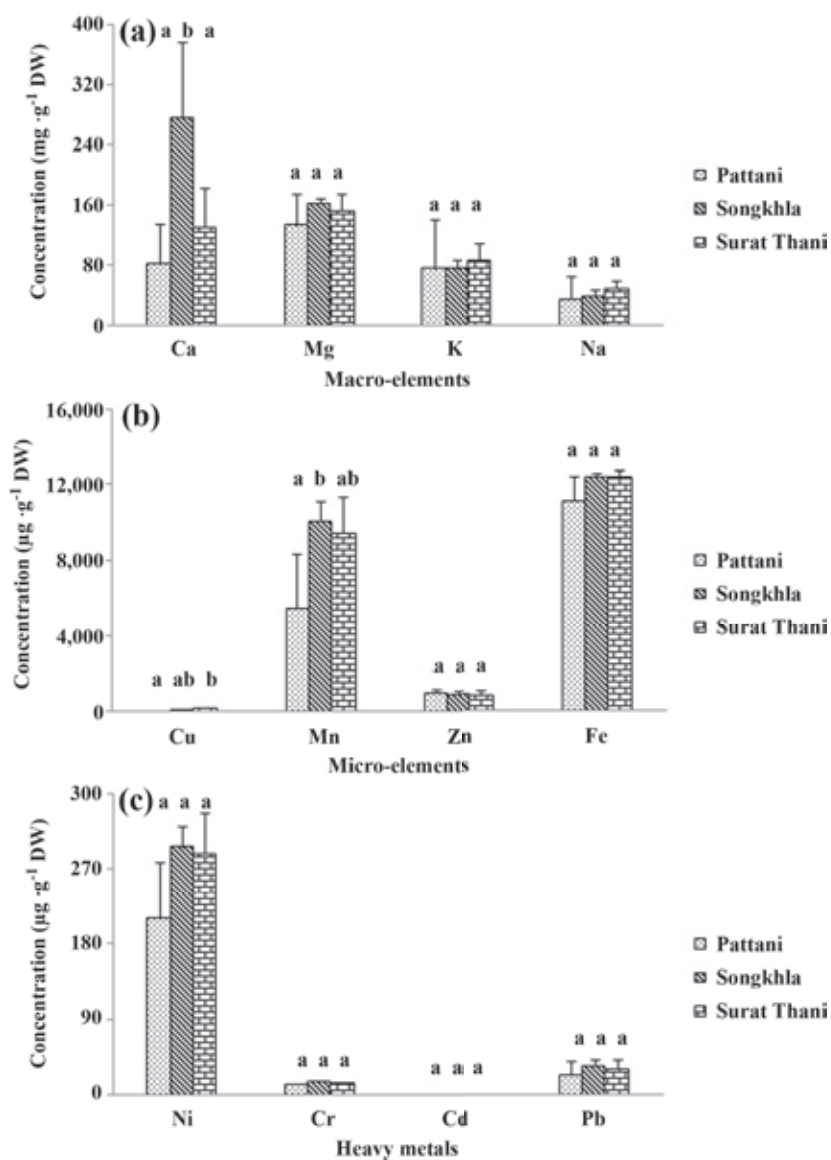 (a)
Concentration (mg ·g⁻¹ DW)
400
320
240
160
80
0
a b a
a a a
a a a
a a a
Ca Mg K Na
Macro-elements
Pattani
Songkhla
Surat Thani
(b)
Concentration (µg ·g⁻¹ DW)
16,000
12,000
8,000
4,000
0
a ab b
a b ab
a a a
a a a
Cu Mn Zn Fe
Micro-elements
Pattani
Songkhla
Surat Thani
(c)
Concentration (µg ·g⁻¹ DW)
300
270
180
90
0
a a a
a a a
a a a
a a a
Ni Cr Cd Pb
Heavy metals
Pattani
Songkhla
Surat Thani